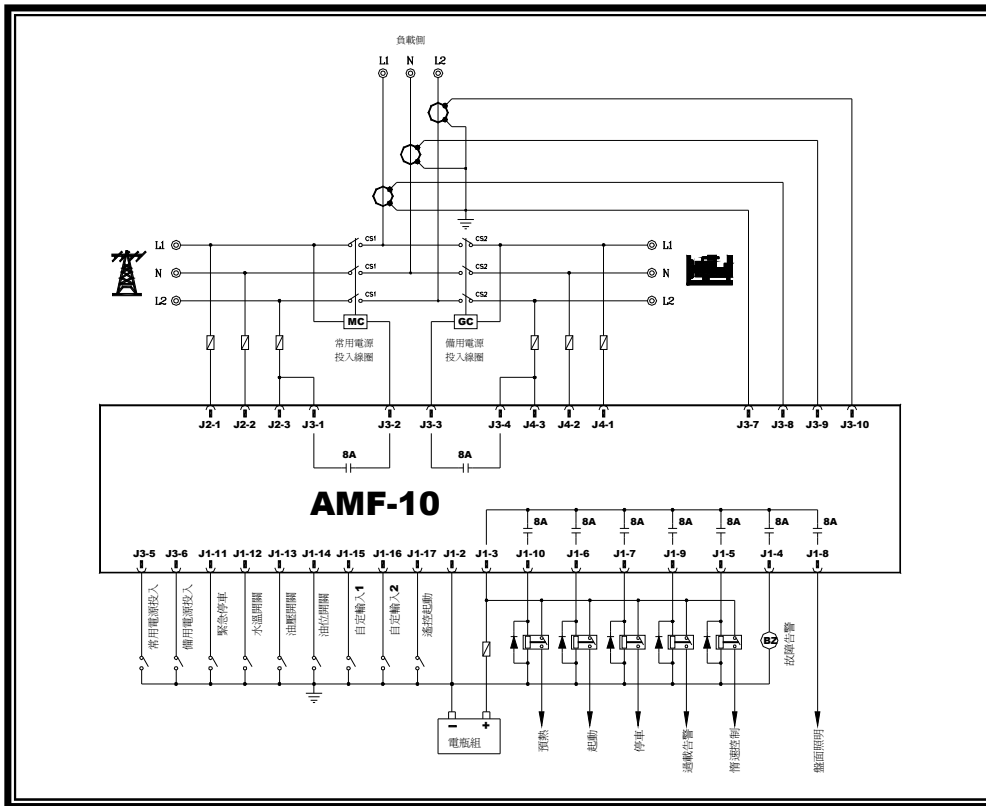 負載側
L1 N L2
L1
CS1
CS2
L1
N
CS1
CS2
N
L2
CS1
CS2
L2
MC
GC
常用電源
投入線圈
備用電源
投入線圈
J2-1 J2-2 J2-3 J3-1 J3-2 J3-3 J3-4 J4-3 J4-2 J4-1 J3-7 J3-8 J3-9 J3-10
8A
8A
AMF-10
8A 8A 8A 8A 8A 8A 8A
J3-5 J3-6 J1-11 J1-12 J1-13 J1-14 J1-15 J1-16 J1-17 J1-2 J1-3 J1-10 J1-6 J1-7 J1-9 J1-5 J1-4 J1-8
常用電源投入
備用電源投入
緊急停車
水溫開關
油壓開關
油位開關
自定輸入1
自定輸入2
遙控起動
BZ
故障告警
− +
電瓶組
預熱
起動
停車
過載告警
惰速控制
盤面照明